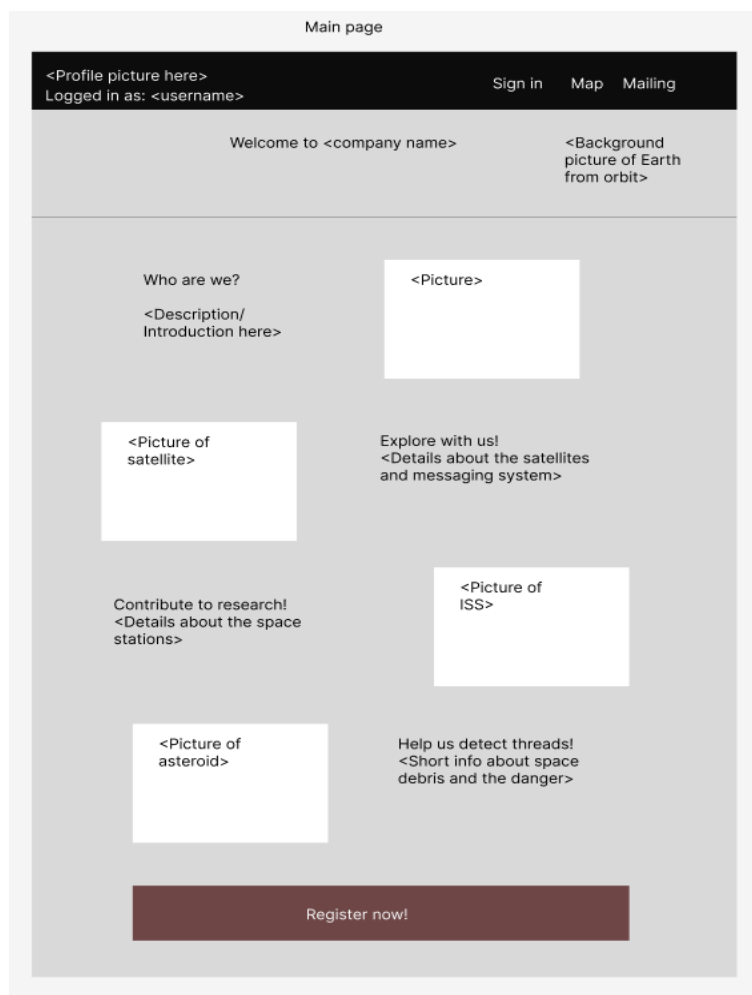 Main page
<Profile picture here>
Logged in as: <username>
Sign in
Map
Mailing
Welcome to <company name>
<Background
picture of Earth
from orbit>
Who are we?
<Description/
Introduction here>
<Picture>
<Picture of
satellite>
Explore with us!
<Details about the satellites
and messaging system>
Contribute to research!
<Details about the space
stations>
<Picture of
ISS>
<Picture of
asteroid>
Help us detect threads!
<Short info about space
debris and the danger>
Register now!